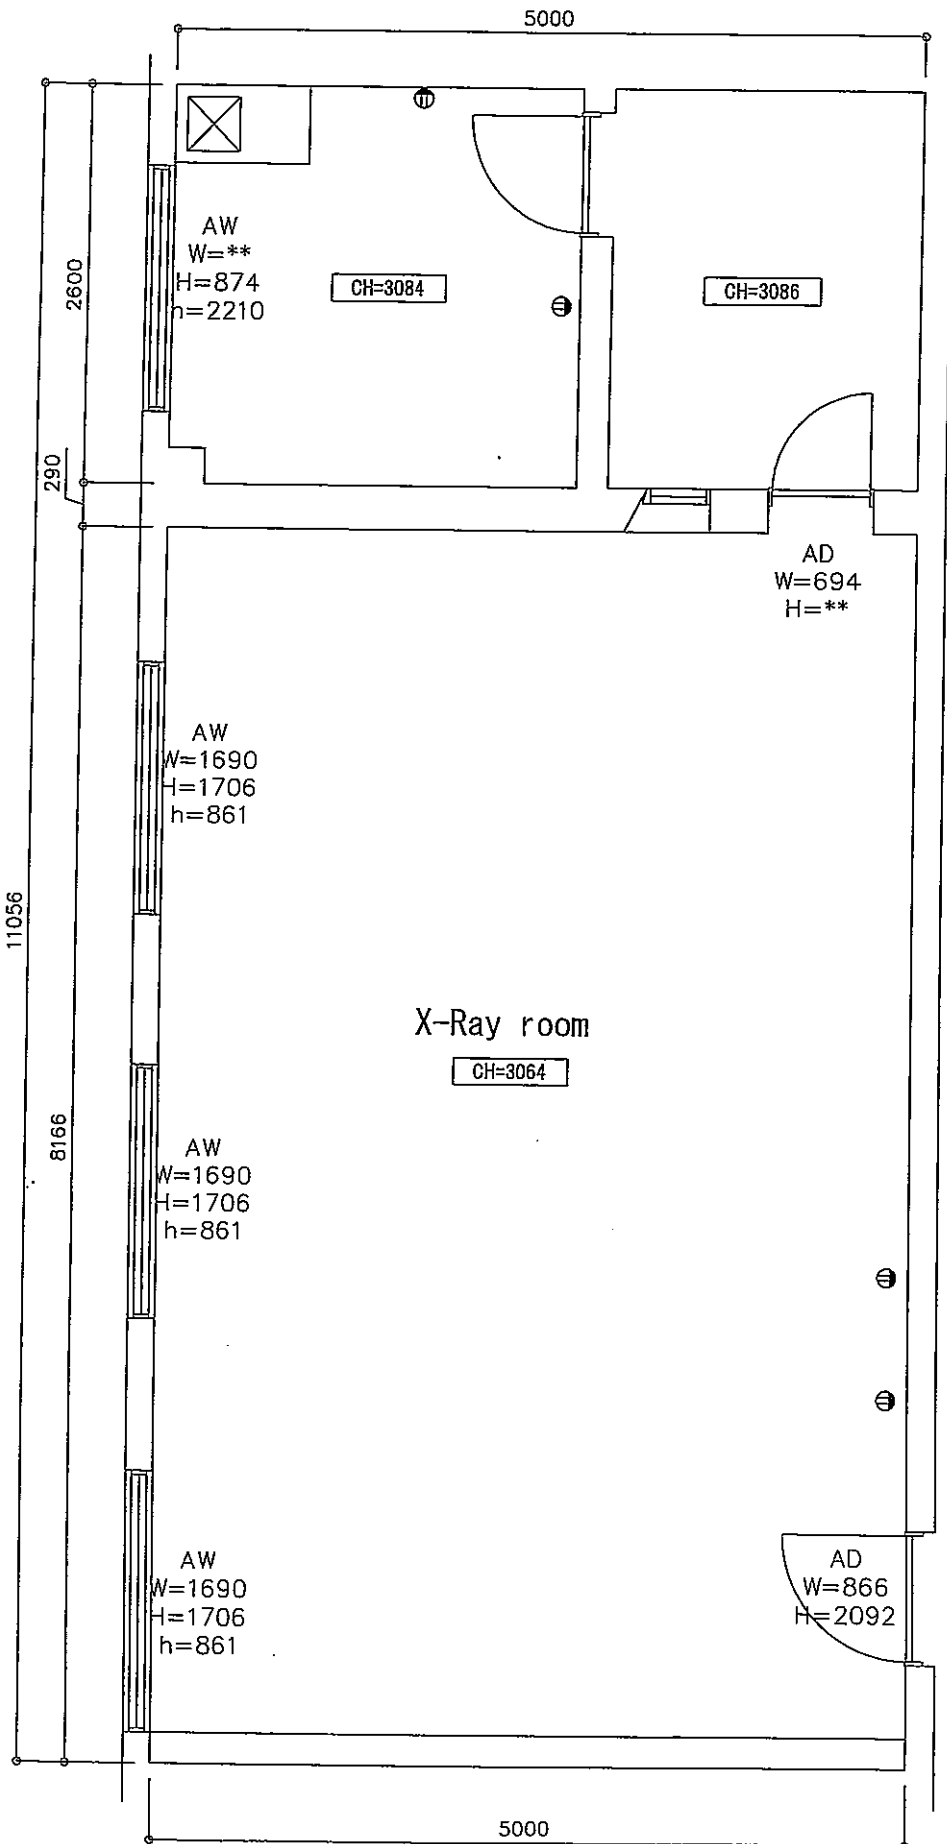 5000
AW
W=**
H=874
h=2210
CH=3084
CH=3086
2600
290
AD
W=694
H=**
AW
W=1690
H=1706
h=861
11056
X-Ray room
CH=3064
8166
AW
W=1690
H=1706
h=861
AW
W=1690
H=1706
h=861
AD
W=866
H=2092
5000